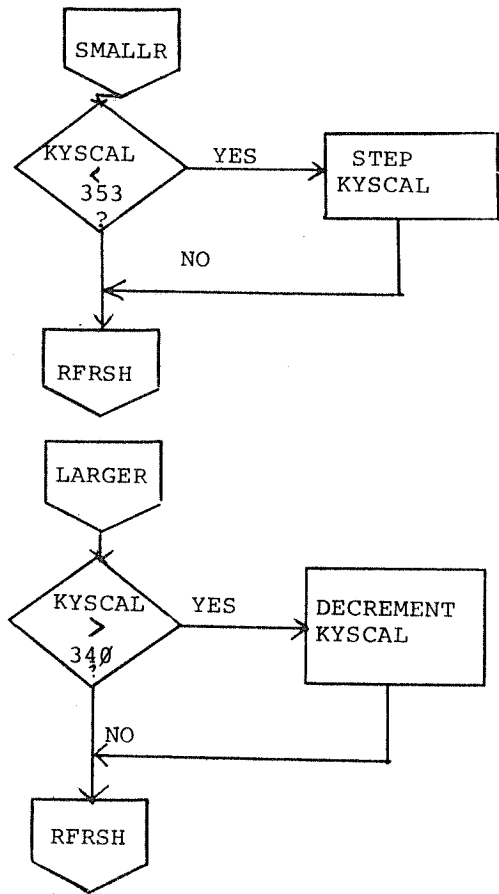 SMALLR
KYSCAL
<
353
?
YES
STEP
KYSCAL
NO
RFRSH
LARGER
KYSCAL
>
34Ø
?
YES
DECREMENT
KYSCAL
NO
RFRSH